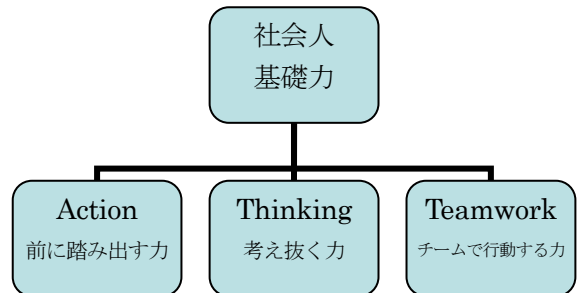 社会人
基礎力
Action
前に踏み出す力
Thinking
考え抜く力
Teamwork
チームで行動する力